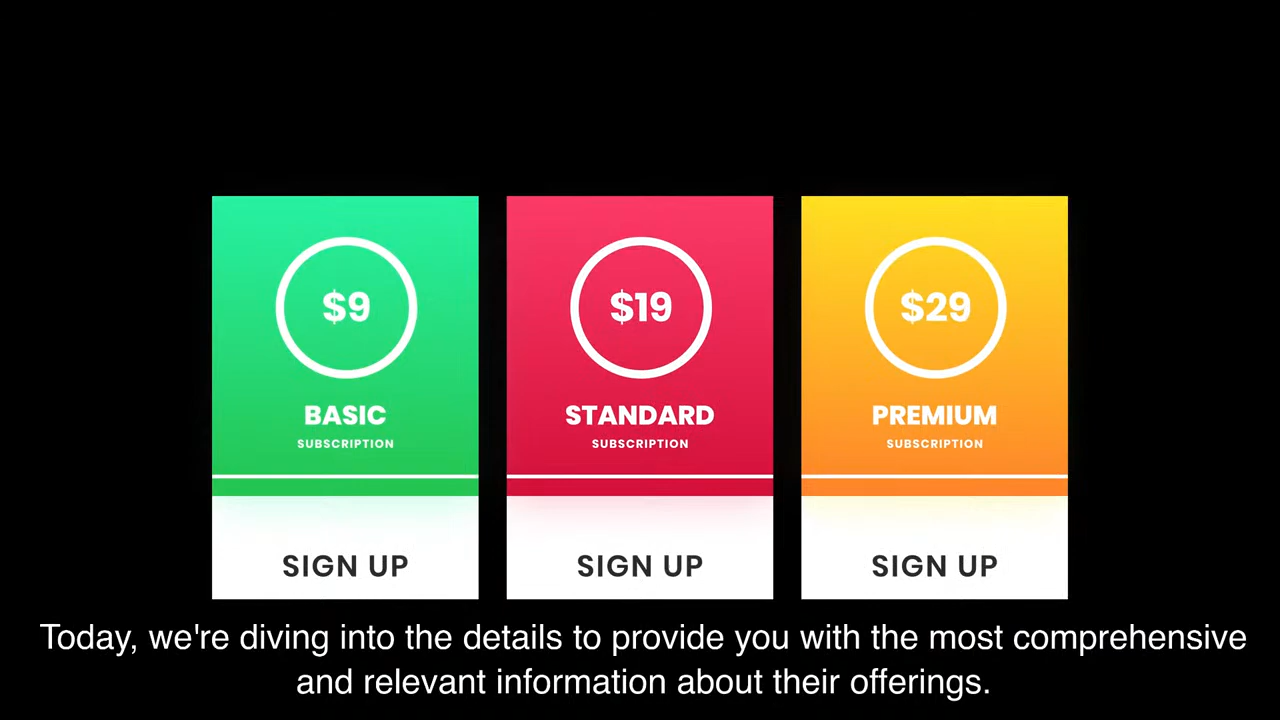 $9 $19 $29
BASIC STANDARD PREMIUM
SUBSCRIPTION SUBSCRIPTION SUBSCRIPTION
SIGN UP SIGN UP SIGN UP
Today, we're diving into the details to provide you with the most comprehensive
and relevant information about their offerings.